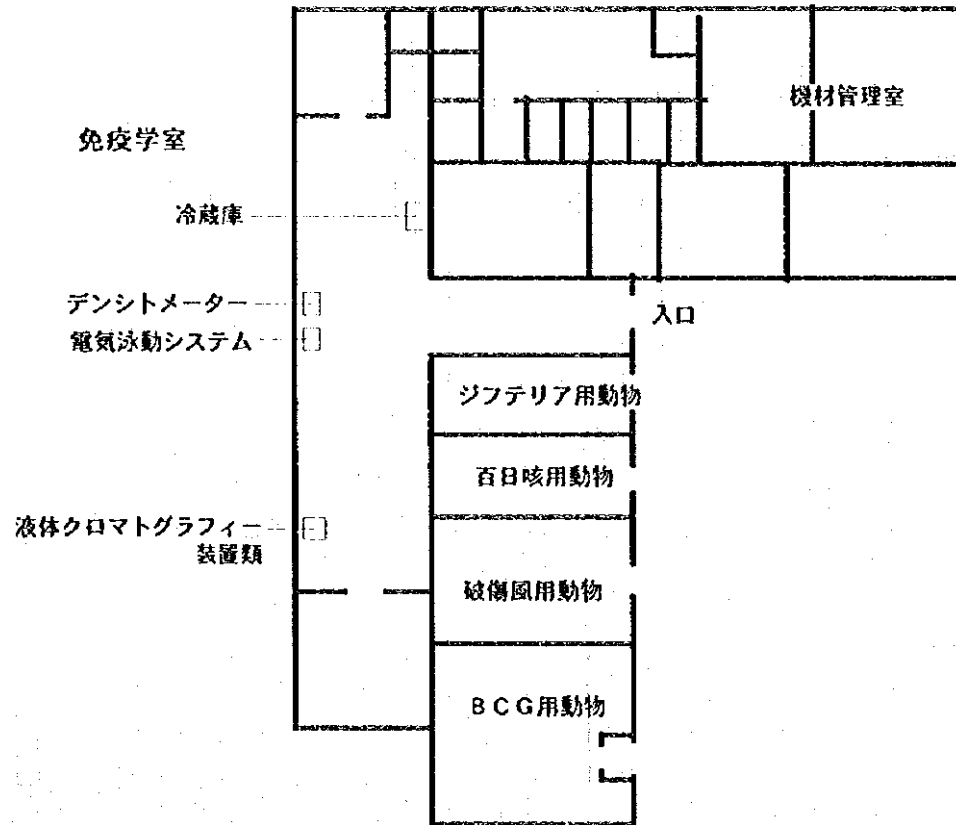 機材管理室
免疫学室
冷蔵庫
デンシトメーター
入口
電気泳動システム
ジフテリア用動物
百日咳用動物
液体クロマトグラフィー
装置類
破傷風用動物
BCG用動物